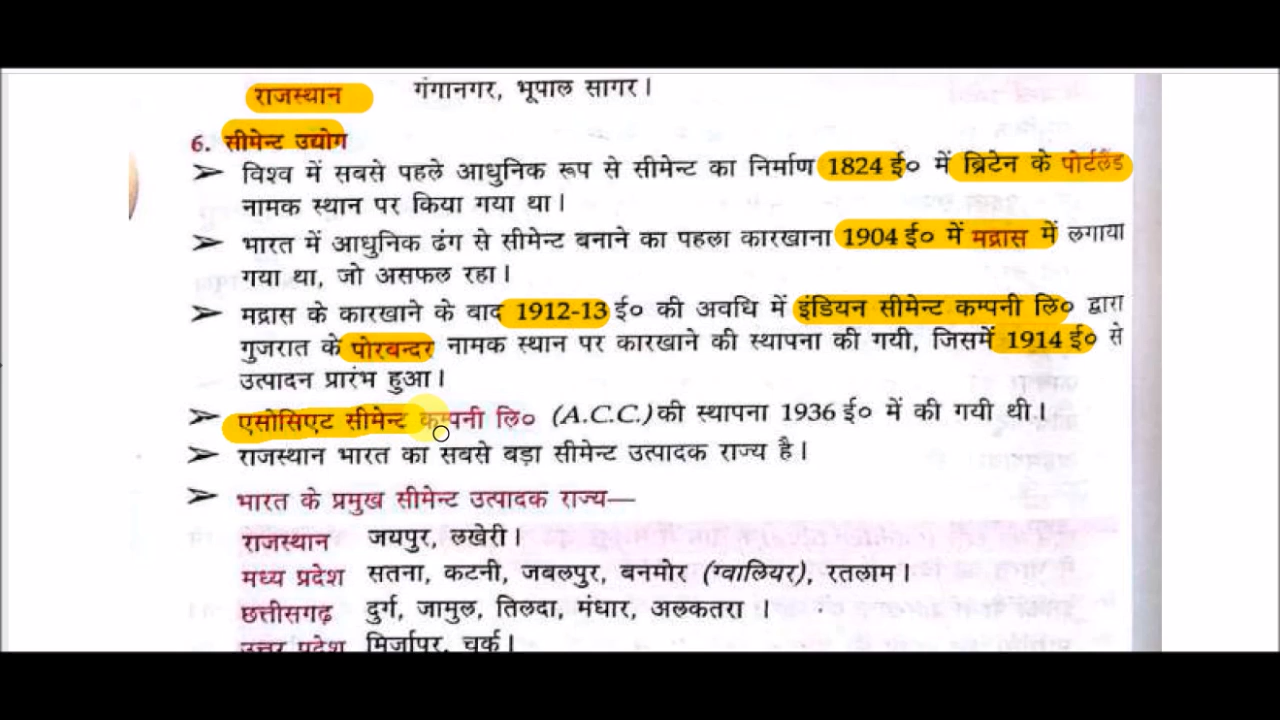 राजस्थान गंगानगर, भूपाल सागर।
6. सीमेन्ट उद्योग
➢ विश्व में सबसे पहले आधुनिक रूप से सीमेन्ट का निर्माण 1824 ई० में ब्रिटेन के पोर्टलैंड
नामक स्थान पर किया गया था।
➢ भारत में आधुनिक ढंग से सीमेन्ट बनाने का पहला कारखाना 1904 ई० में मद्रास में लगाया
गया था, जो असफल रहा।
➢ मद्रास के कारखाने के बाद 1912-13 ई० की अवधि में इंडियन सीमेन्ट कम्पनी लि० द्वारा
गुजरात के पोरबन्दर नामक स्थान पर कारखाने की स्थापना की गयी, जिसमें 1914 ई० से
उत्पादन प्रारंभ हुआ।
➢ एसोसिएट सीमेन्ट कम्पनी लि० (A.C.C.) की स्थापना 1936 ई० में की गयी थी।
➢ राजस्थान भारत का सबसे बड़ा सीमेन्ट उत्पादक राज्य है।
➢ भारत के प्रमुख सीमेन्ट उत्पादक राज्य—
राजस्थान जयपुर, लखेरी।
मध्य प्रदेश सतना, कटनी, जबलपुर, बनमोर (ग्वालियर), रतलाम।
छत्तीसगढ़ दुर्ग, जामुल, तिलदा, मंधार, अलकतरा ।
उत्तर प्रदेश मिर्जापुर, चुर्क।